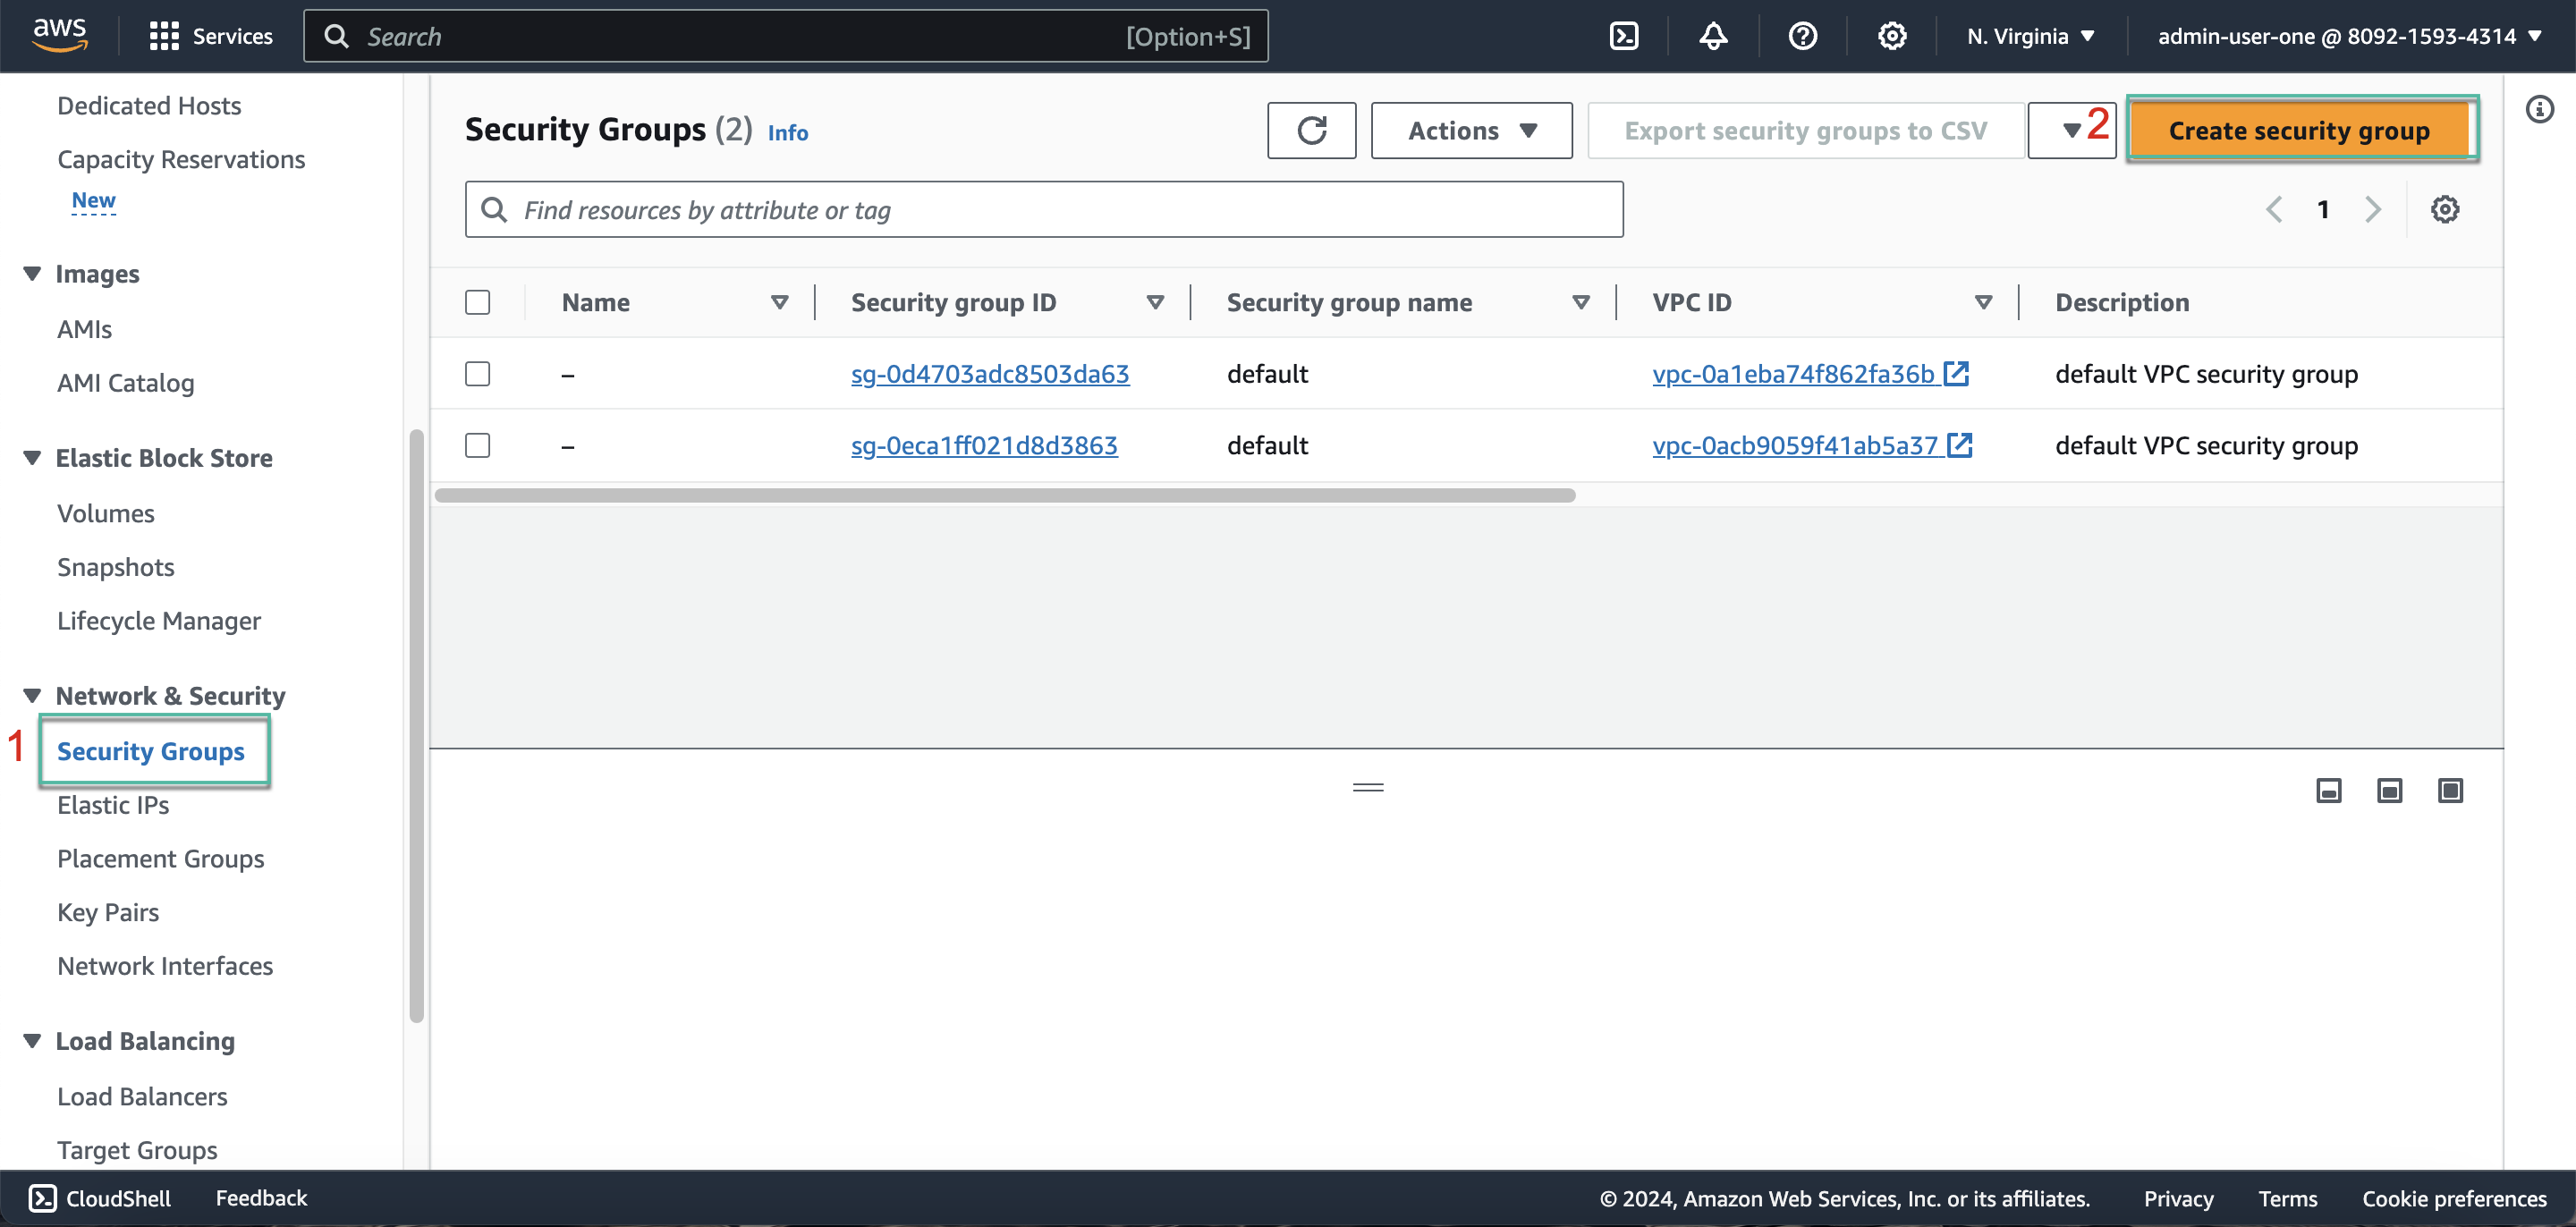 aws
Services
Search
[Option+S]
N. Virginia
admin-user-one @ 8092-1593-4314
Dedicated Hosts
Capacity Reservations
New
Images
AMIs
AMI Catalog
Elastic Block Store
Volumes
Snapshots
Lifecycle Manager
Network & Security
1
Security Groups
Elastic IPs
Placement Groups
Key Pairs
Network Interfaces
Load Balancing
Load Balancers
Target Groups
Security Groups (2) Info
Actions
Export security groups to CSV
2
Create security group
Find resources by attribute or tag
1
Name Security group ID Security group name VPC ID Description
– sg-0d4703adc8503da63 default vpc-0a1eba74f862fa36b default VPC security group
– sg-0eca1ff021d8d3863 default vpc-0acb9059f41ab5a37 default VPC security group
CloudShell Feedback © 2024, Amazon Web Services, Inc. or its affiliates. Privacy Terms Cookie preferences